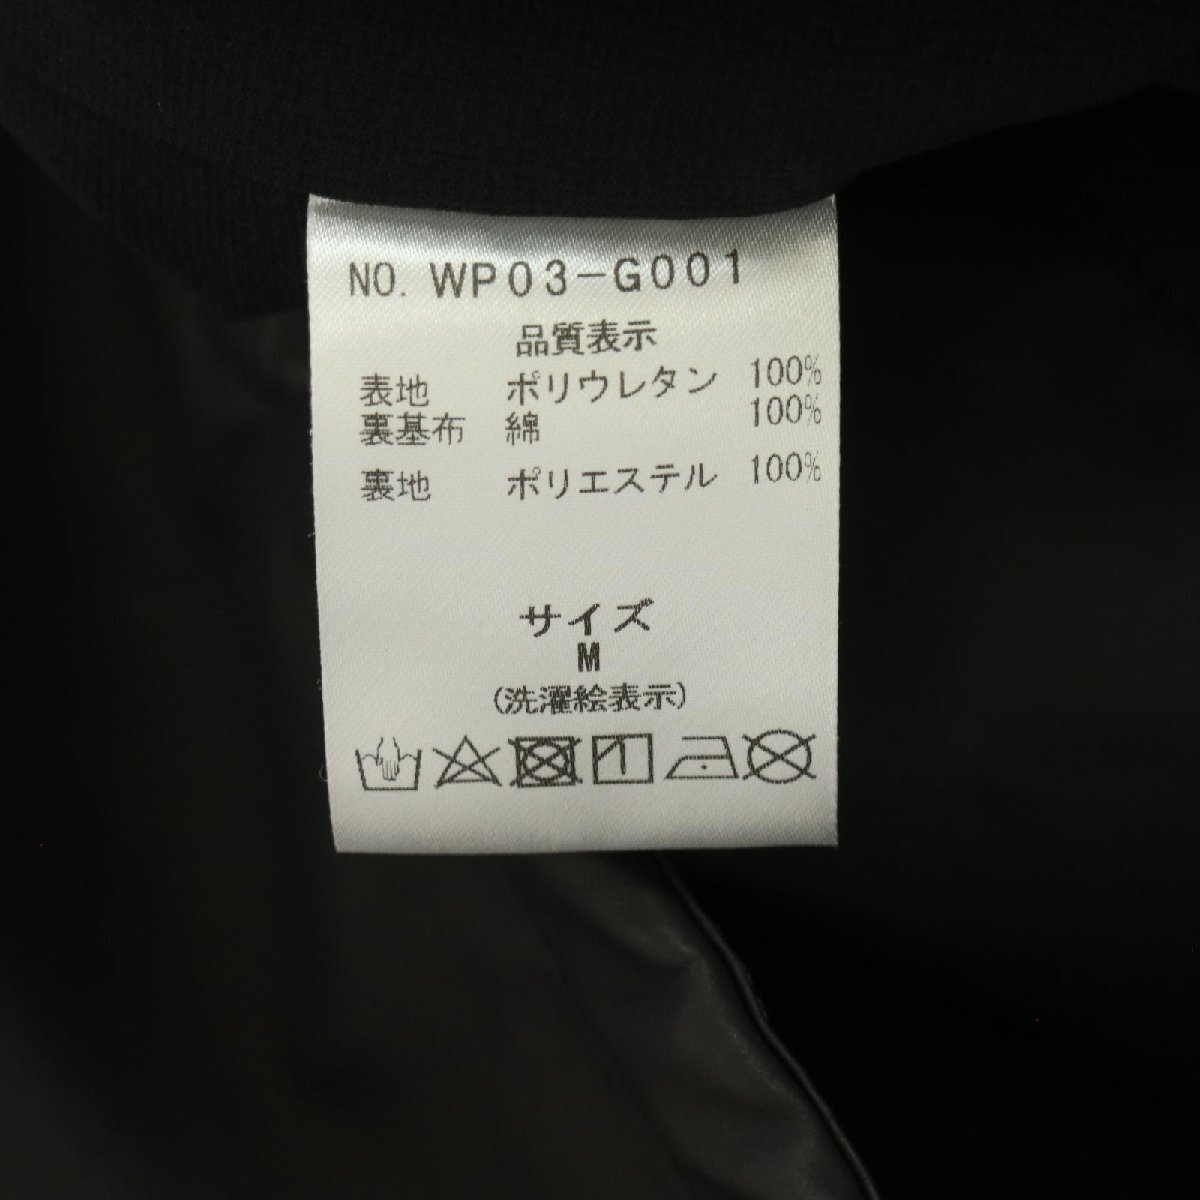 NO. WP03-G001
品質表示
表地 ポリウレタン 100%
裏基布 綿 100%
裏地 ポリエステル 100%
サイズ
M
(洗濯絵表示)